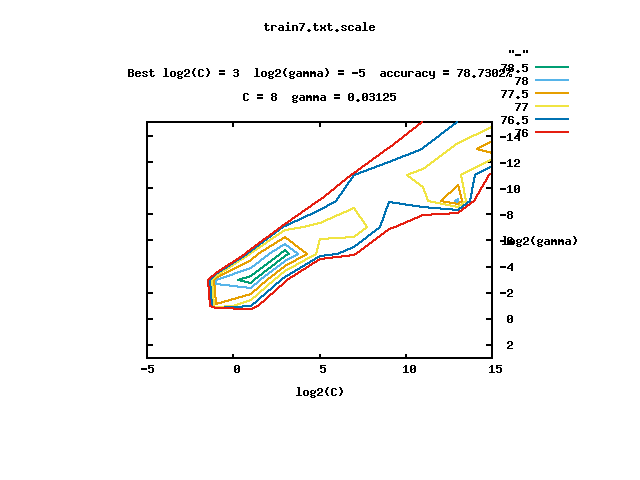 train7.txt.scale
"-"
Best log2(C) = 3  log2(gamma) = -5  accuracy = 78.7302%
78.5
78
C = 8  gamma = 0.03125
77.5
77
76.5
76
-14
-12
-10
-8
-6
log2(gamma)
-4
-2
0
2
-5 0 5 10 15
log2(C)